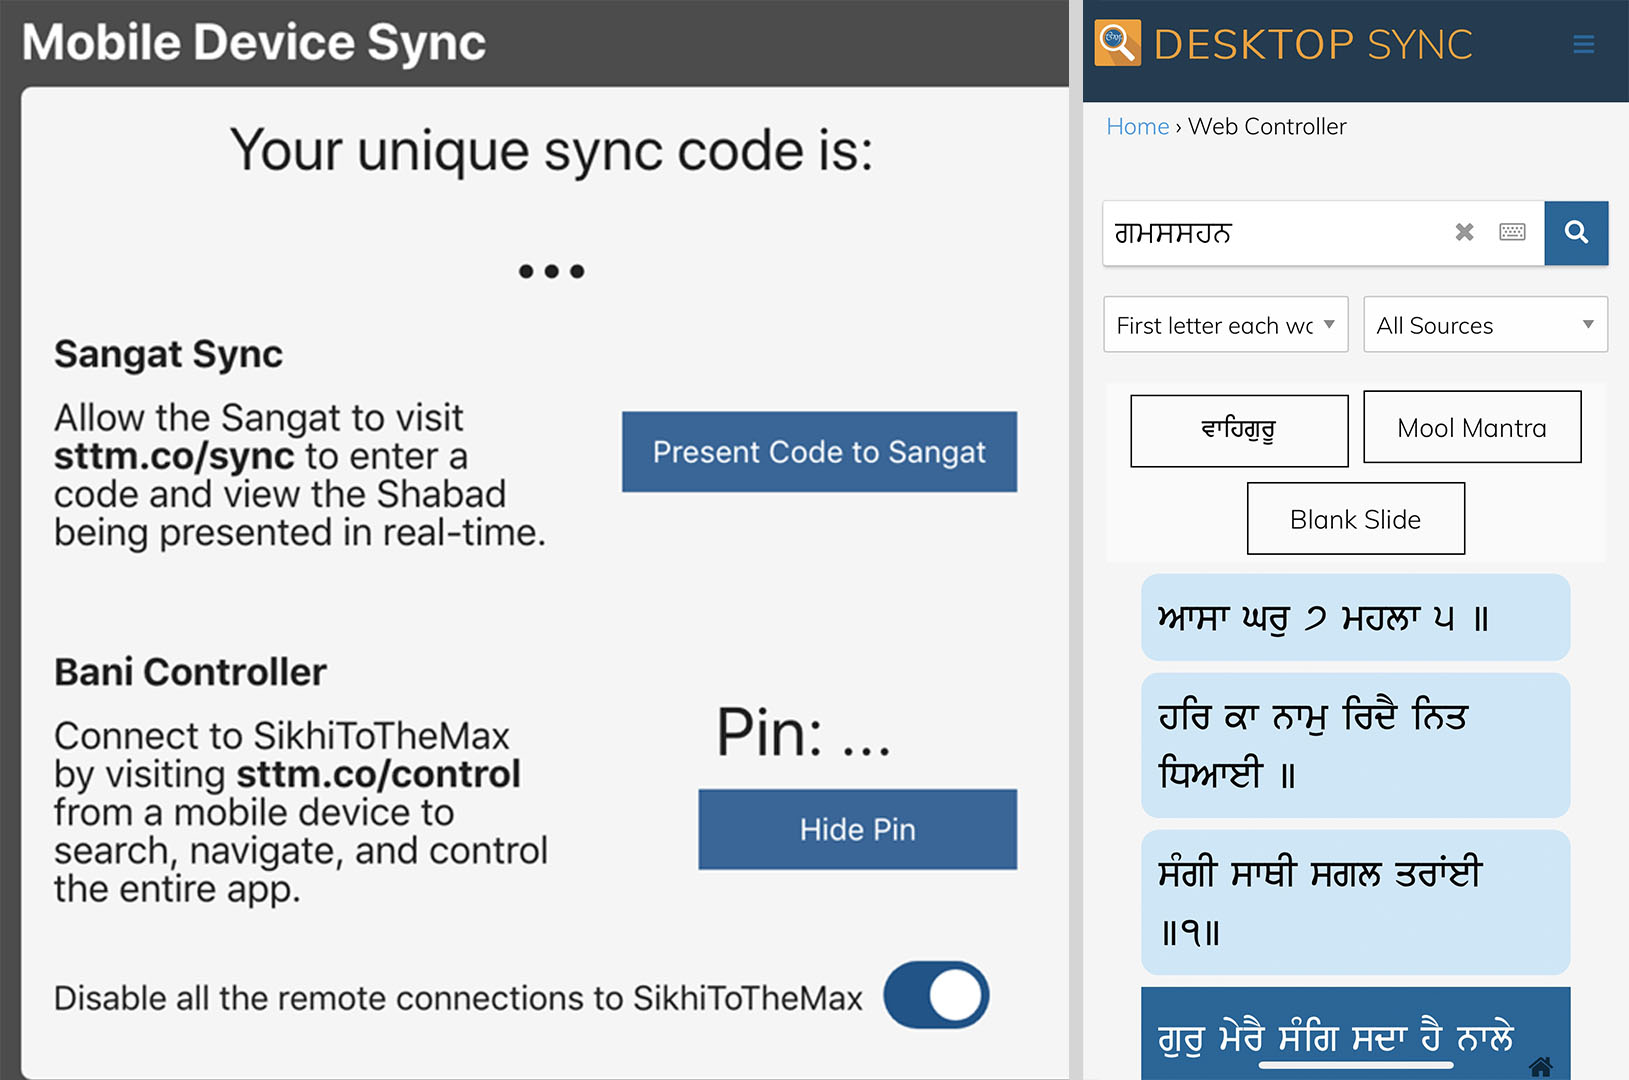 Mobile Device Sync
Your unique sync code is:
...
Sangat Sync
Allow the Sangat to visit
sttm.co/sync to enter a
code and view the Shabad
being presented in real-time.
Present Code to Sangat
Bani Controller
Connect to SikhiToTheMax
by visiting sttm.co/control
from a mobile device to
search, navigate, and control
the entire app.
Pin: ...
Hide Pin
Disable all the remote connections to SikhiToTheMax
DESKTOP SYNC
Home › Web Controller
ਗਮਸਸਹਨ
First letter each wo
All Sources
ਵਾਹਿਗੁਰੂ
Mool Mantra
Blank Slide
ਆਸਾ ਘਰੁ ੭ ਮਹਲਾ ੫ ॥
ਹਰਿ ਕਾ ਨਾਮੁ ਰਿਦੈ ਨਿਤ
ਧਿਆਈ ॥
ਸੰਗੀ ਸਾਥੀ ਸਗਲ ਤਰਾਂਈ
॥੧॥
ਗੁਰੁ ਮੇਰੈ ਸੰਗਿ ਸਦਾ ਹੈ ਨਾਲੇ